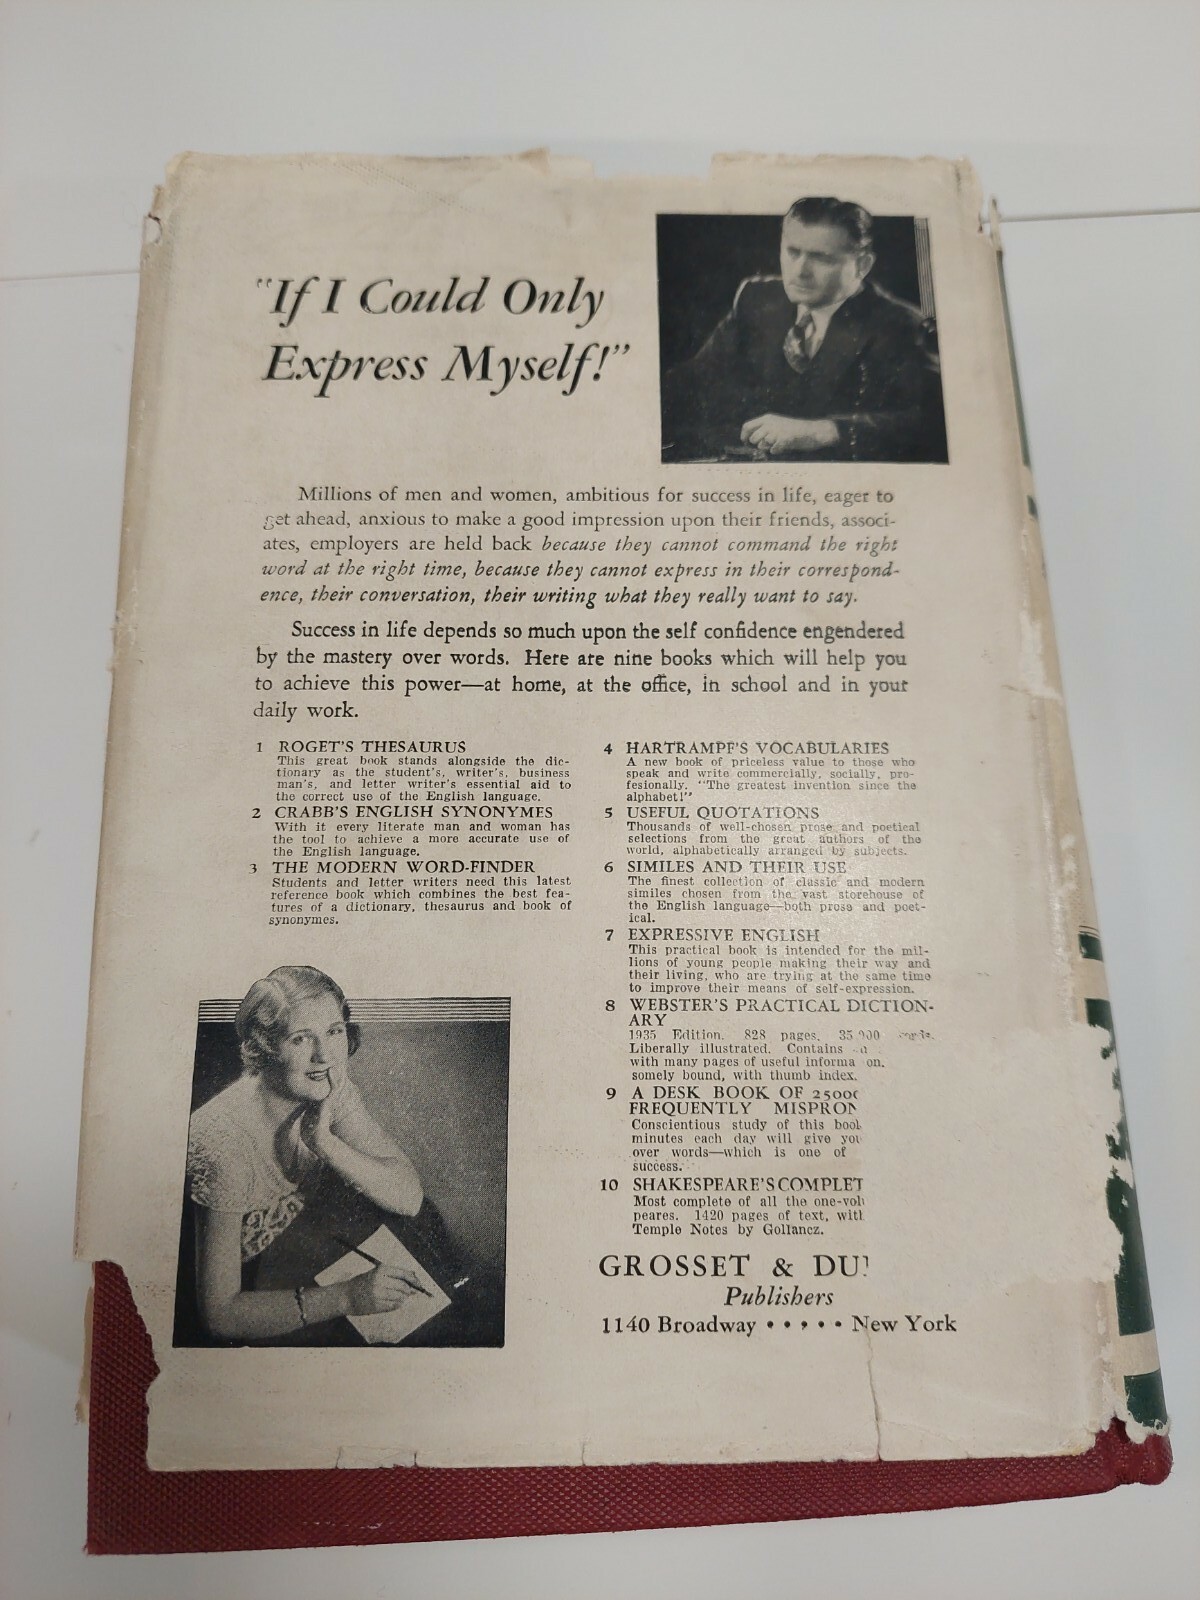 "If I Could Only
Express Myself!"
Millions of men and women, ambitious for success in life, eager to
get ahead, anxious to make a good impression upon their friends, associ-
ates, employers are held back because they cannot command the right
word at the right time, because they cannot express in their correspond-
ence, their conversation, their writing what they really want to say.
Success in life depends so much upon the self confidence engendered
by the mastery over words. Here are nine books which will help you
to achieve this power—at home, at the office, in school and in your
daily work.
1 ROGET'S THESAURUS
This great book stands alongside the dic-
tionary as the student's, writer's, business
man's, and letter writer's essential aid to
the correct use of the English language.
2 CRABB'S ENGLISH SYNONYMES
With it every literate man and woman has
the tool to achieve a more accurate use of
the English language.
3 THE MODERN WORD-FINDER
Students and letter writers need this latest
reference book which combines the best fea-
tures of a dictionary, thesaurus and book of
synonymes.
4 HARTRAMPF'S VOCABULARIES
A new book of priceless value to those who
speak and write commercially, socially, pro-
fesionally. "The greatest invention since the
alphabet!"
5 USEFUL QUOTATIONS
Thousands of well-chosen prose and poetical
selections from the great authors of the
world, alphabetically arranged by subjects.
6 SIMILES AND THEIR USE
The finest collection of classic and modern
similes chosen from the vast storehouse of
the English language—both prose and poet-
ical.
7 EXPRESSIVE ENGLISH
This practical book is intended for the mil-
lions of young people making their way and
their living, who are trying at the same time
to improve their means of self-expression.
8 WEBSTER'S PRACTICAL DICTION-
ARY
1935 Edition. 828 pages.
Liberally illustrated. Contains
with many pages of useful
somely bound, with thumb index.
9 A DESK BOOK OF
FREQUENTLY
Conscientious study of this
minutes each day will give
over words—which is one of
success.
10 SHAKESPEARE'S
Most complete of all the
peares. 1420 pages of text,
Temple Notes by Gollancz.
GROSSET &
Publishers
1140 Broadway • • • • • New York